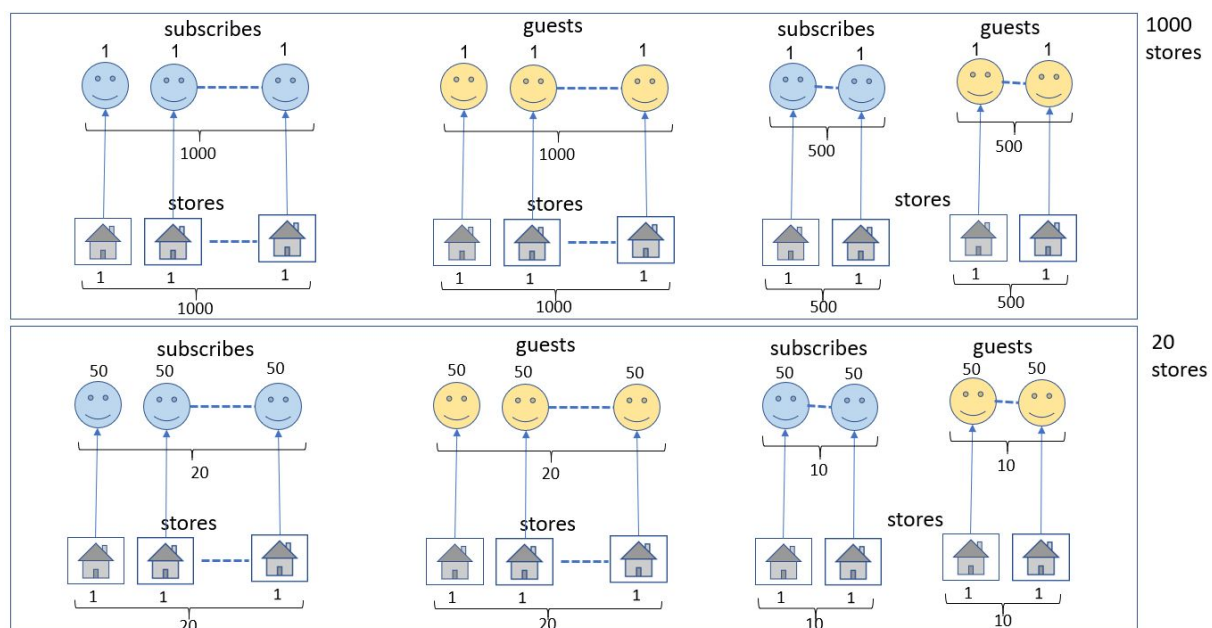 subscribes guests subscribes guests 1000
stores
1 1 1 1 1 1 1 1 1 1
1000 1000 500 500
stores stores stores
1 1 1 1 1 1 1 1 1 1
1000 1000 500 500
subscribes guests subscribes guests 20
stores
50 50 50 50 50 50 50 50 50 50
20 20 10 10
stores stores stores
1 1 1 1 1 1 1 1 1 1
20 20 10 10